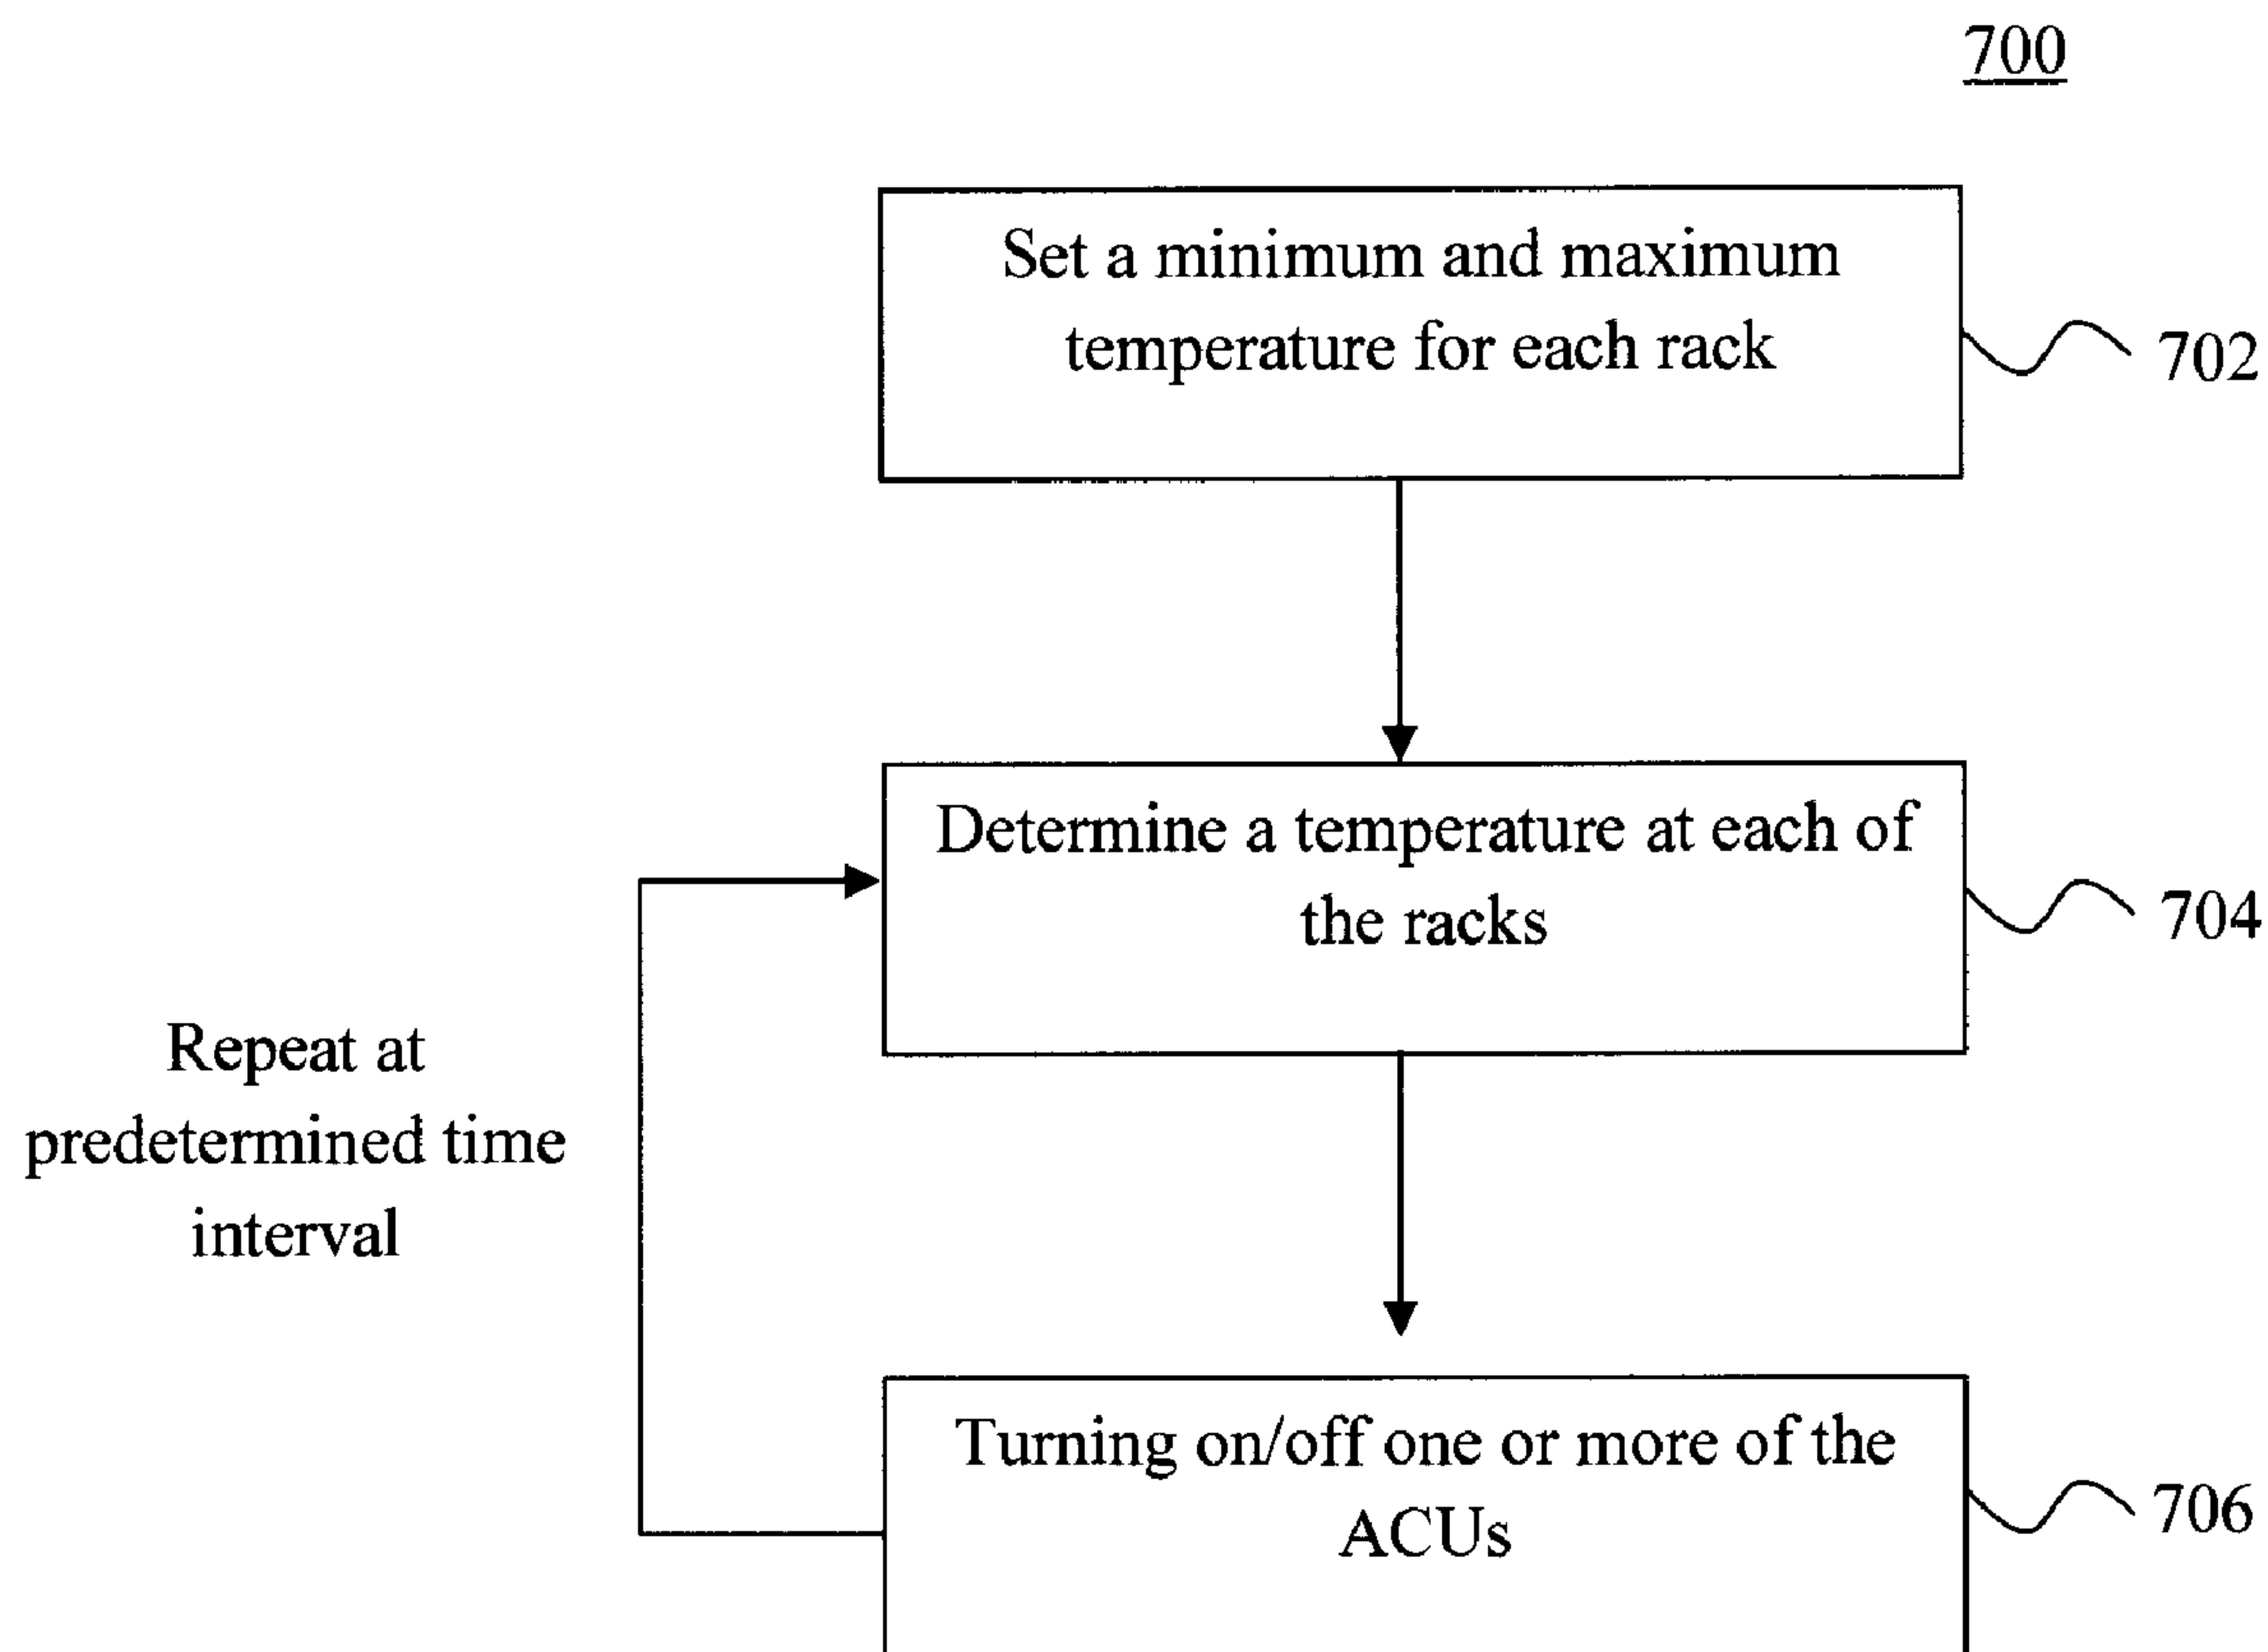 700
Set a minimum and maximum
temperature for each rack
702
Determine a temperature at each of
the racks
704
Repeat at
predetermined time
interval
Turning on/off one or more of the
ACUs
706